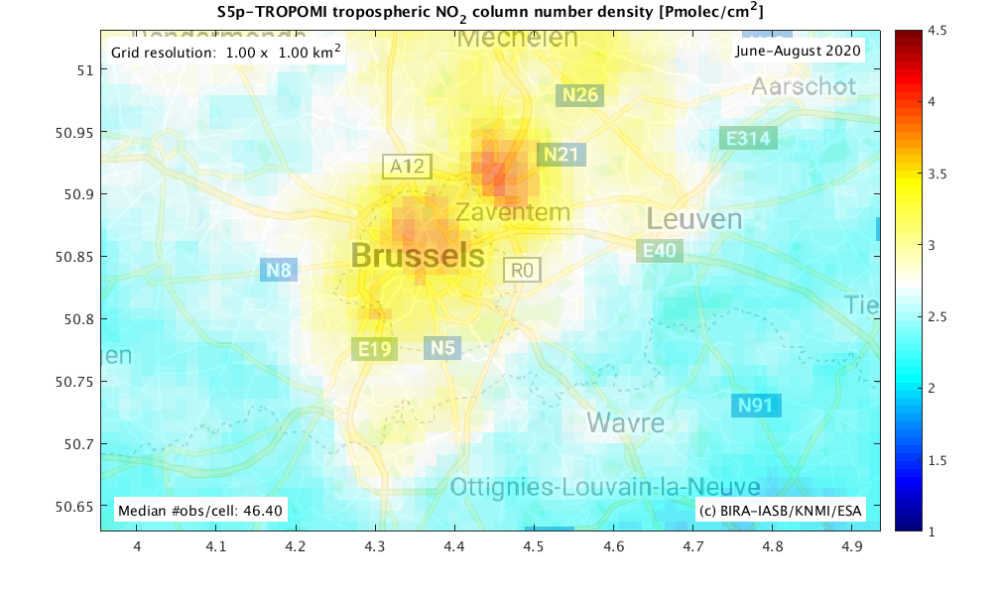 S5p-TROPOMI tropospheric NO2 column number density [Pmolec/cm2]
Grid resolution: 1.00 x 1.00 km2
Mechelen
June-August 2020
Aarschot
N26
E314
N21
A12
Zaventem
Leuven
Brussels
E40
N8
R0
Tie
E19
N5
en
N91
Wavre
Ottignies-Louvain-la-Neuve
Median #obs/cell: 46.40
(c) BIRA-IASB/KNMI/ESA
51
50.95
50.9
50.85
50.8
50.75
50.7
50.65
4 4.1 4.2 4.3 4.4 4.5 4.6 4.7 4.8 4.9
4.5
4
3.5
3
2.5
2
1.5
1